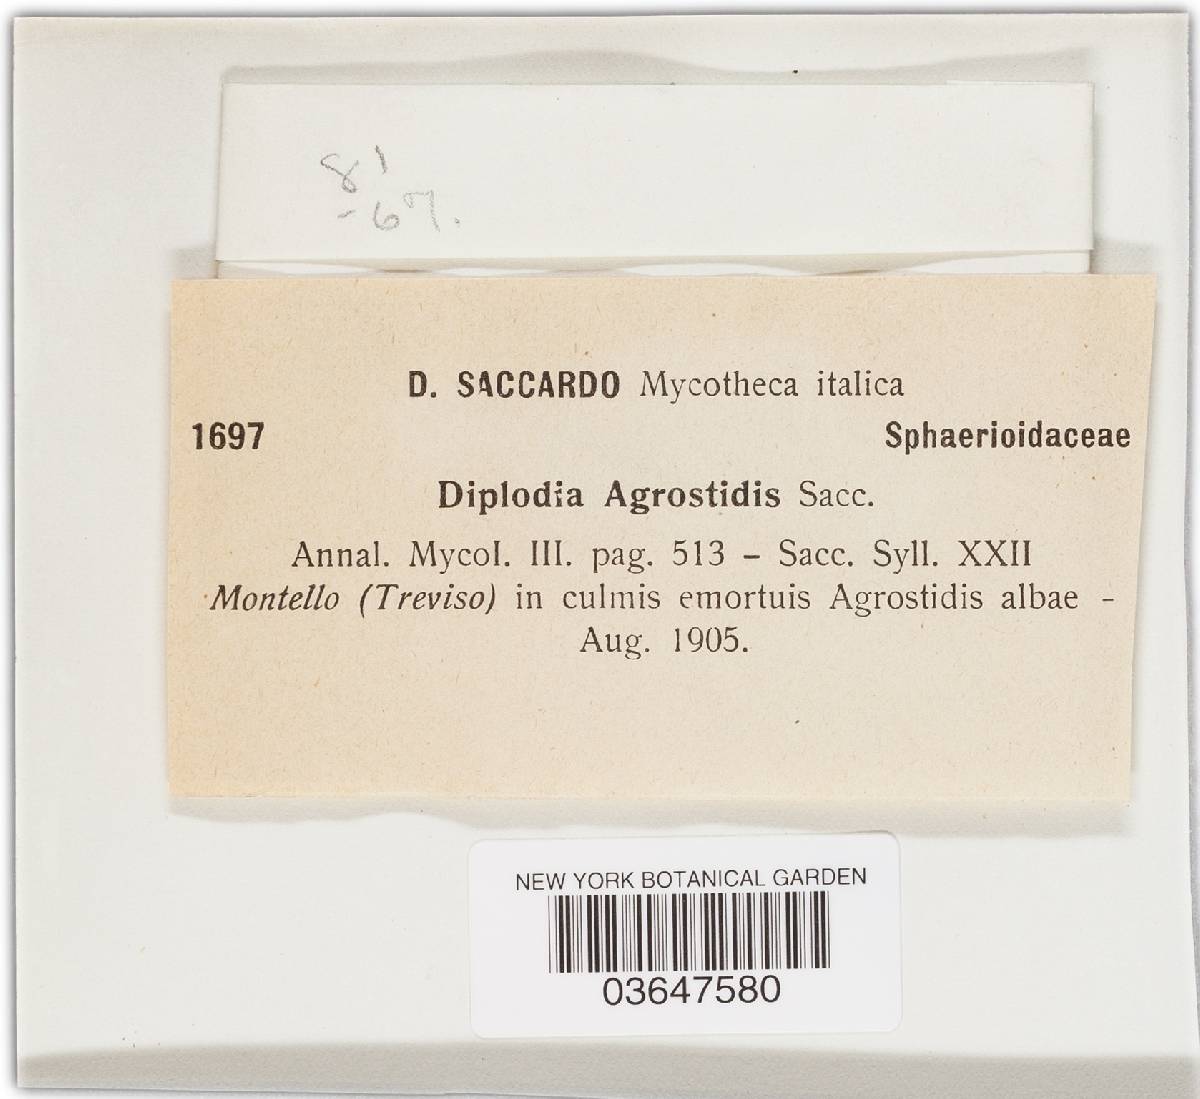 81
-67.
D. SACCARDO Mycotheca italica
1697 Sphaerioidaceae
Diplodia Agrostidis Sacc.
Annal. Mycol. III. pag. 513 – Sacc. Syll. XXII
Montello (Treviso) in culmis emortuis Agrostidis albae -
Aug. 1905.
NEW YORK BOTANICAL GARDEN
03647580